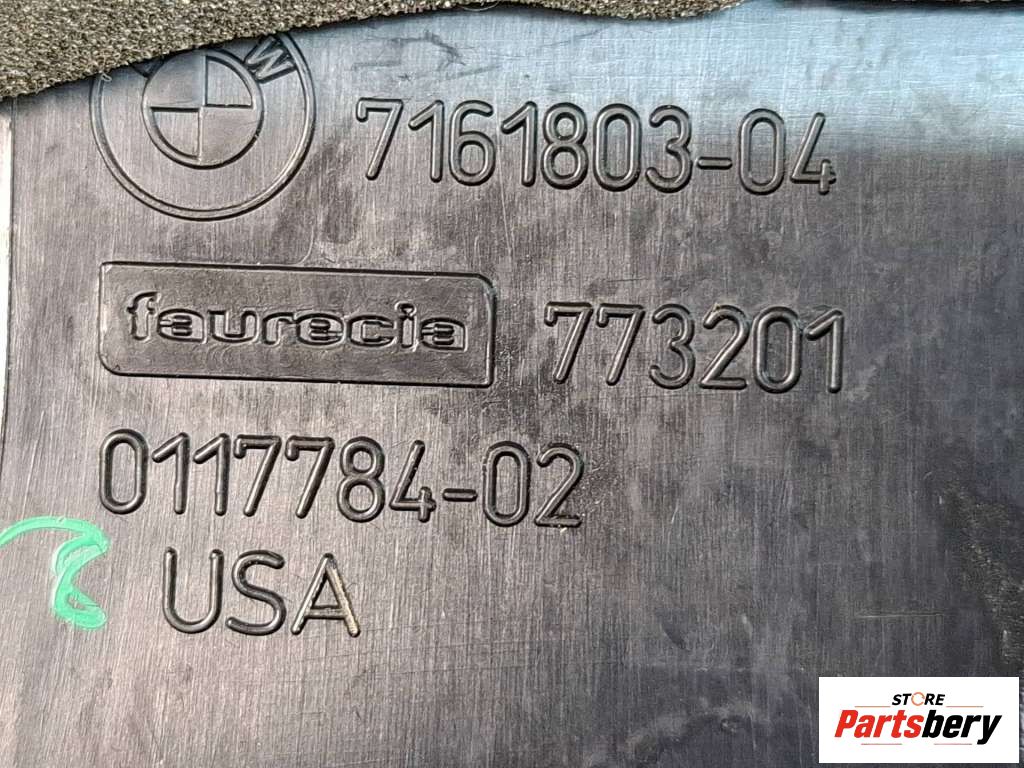 W
7161803-04
faurecia 773201
0117784-02
USA
STORE
Partsbery